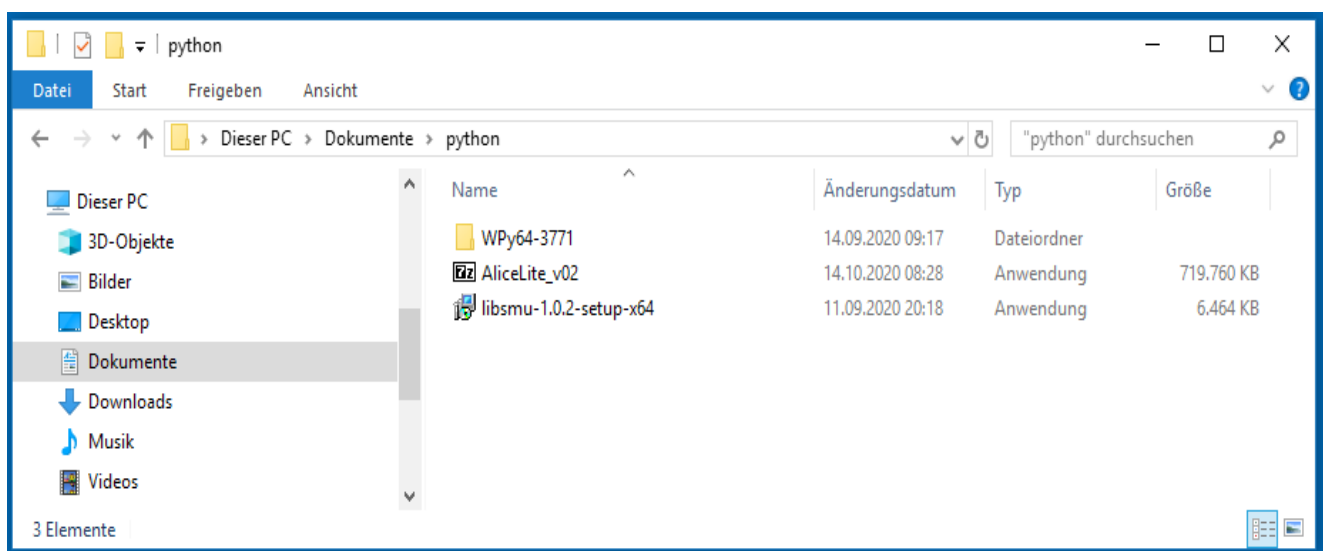 python
Datei Start Freigeben Ansicht
Dieser PC > Dokumente > python "python" durchsuchen
Dieser PC
3D-Objekte
Bilder
Desktop
Dokumente
Downloads
Musik
Videos
Name Änderungsdatum Typ Größe
WPy64-3771 14.09.2020 09:17 Dateiordner
AliceLite_v02 14.10.2020 08:28 Anwendung 719.760 KB
libsmu-1.0.2-setup-x64 11.09.2020 20:18 Anwendung 6.464 KB
3 Elemente